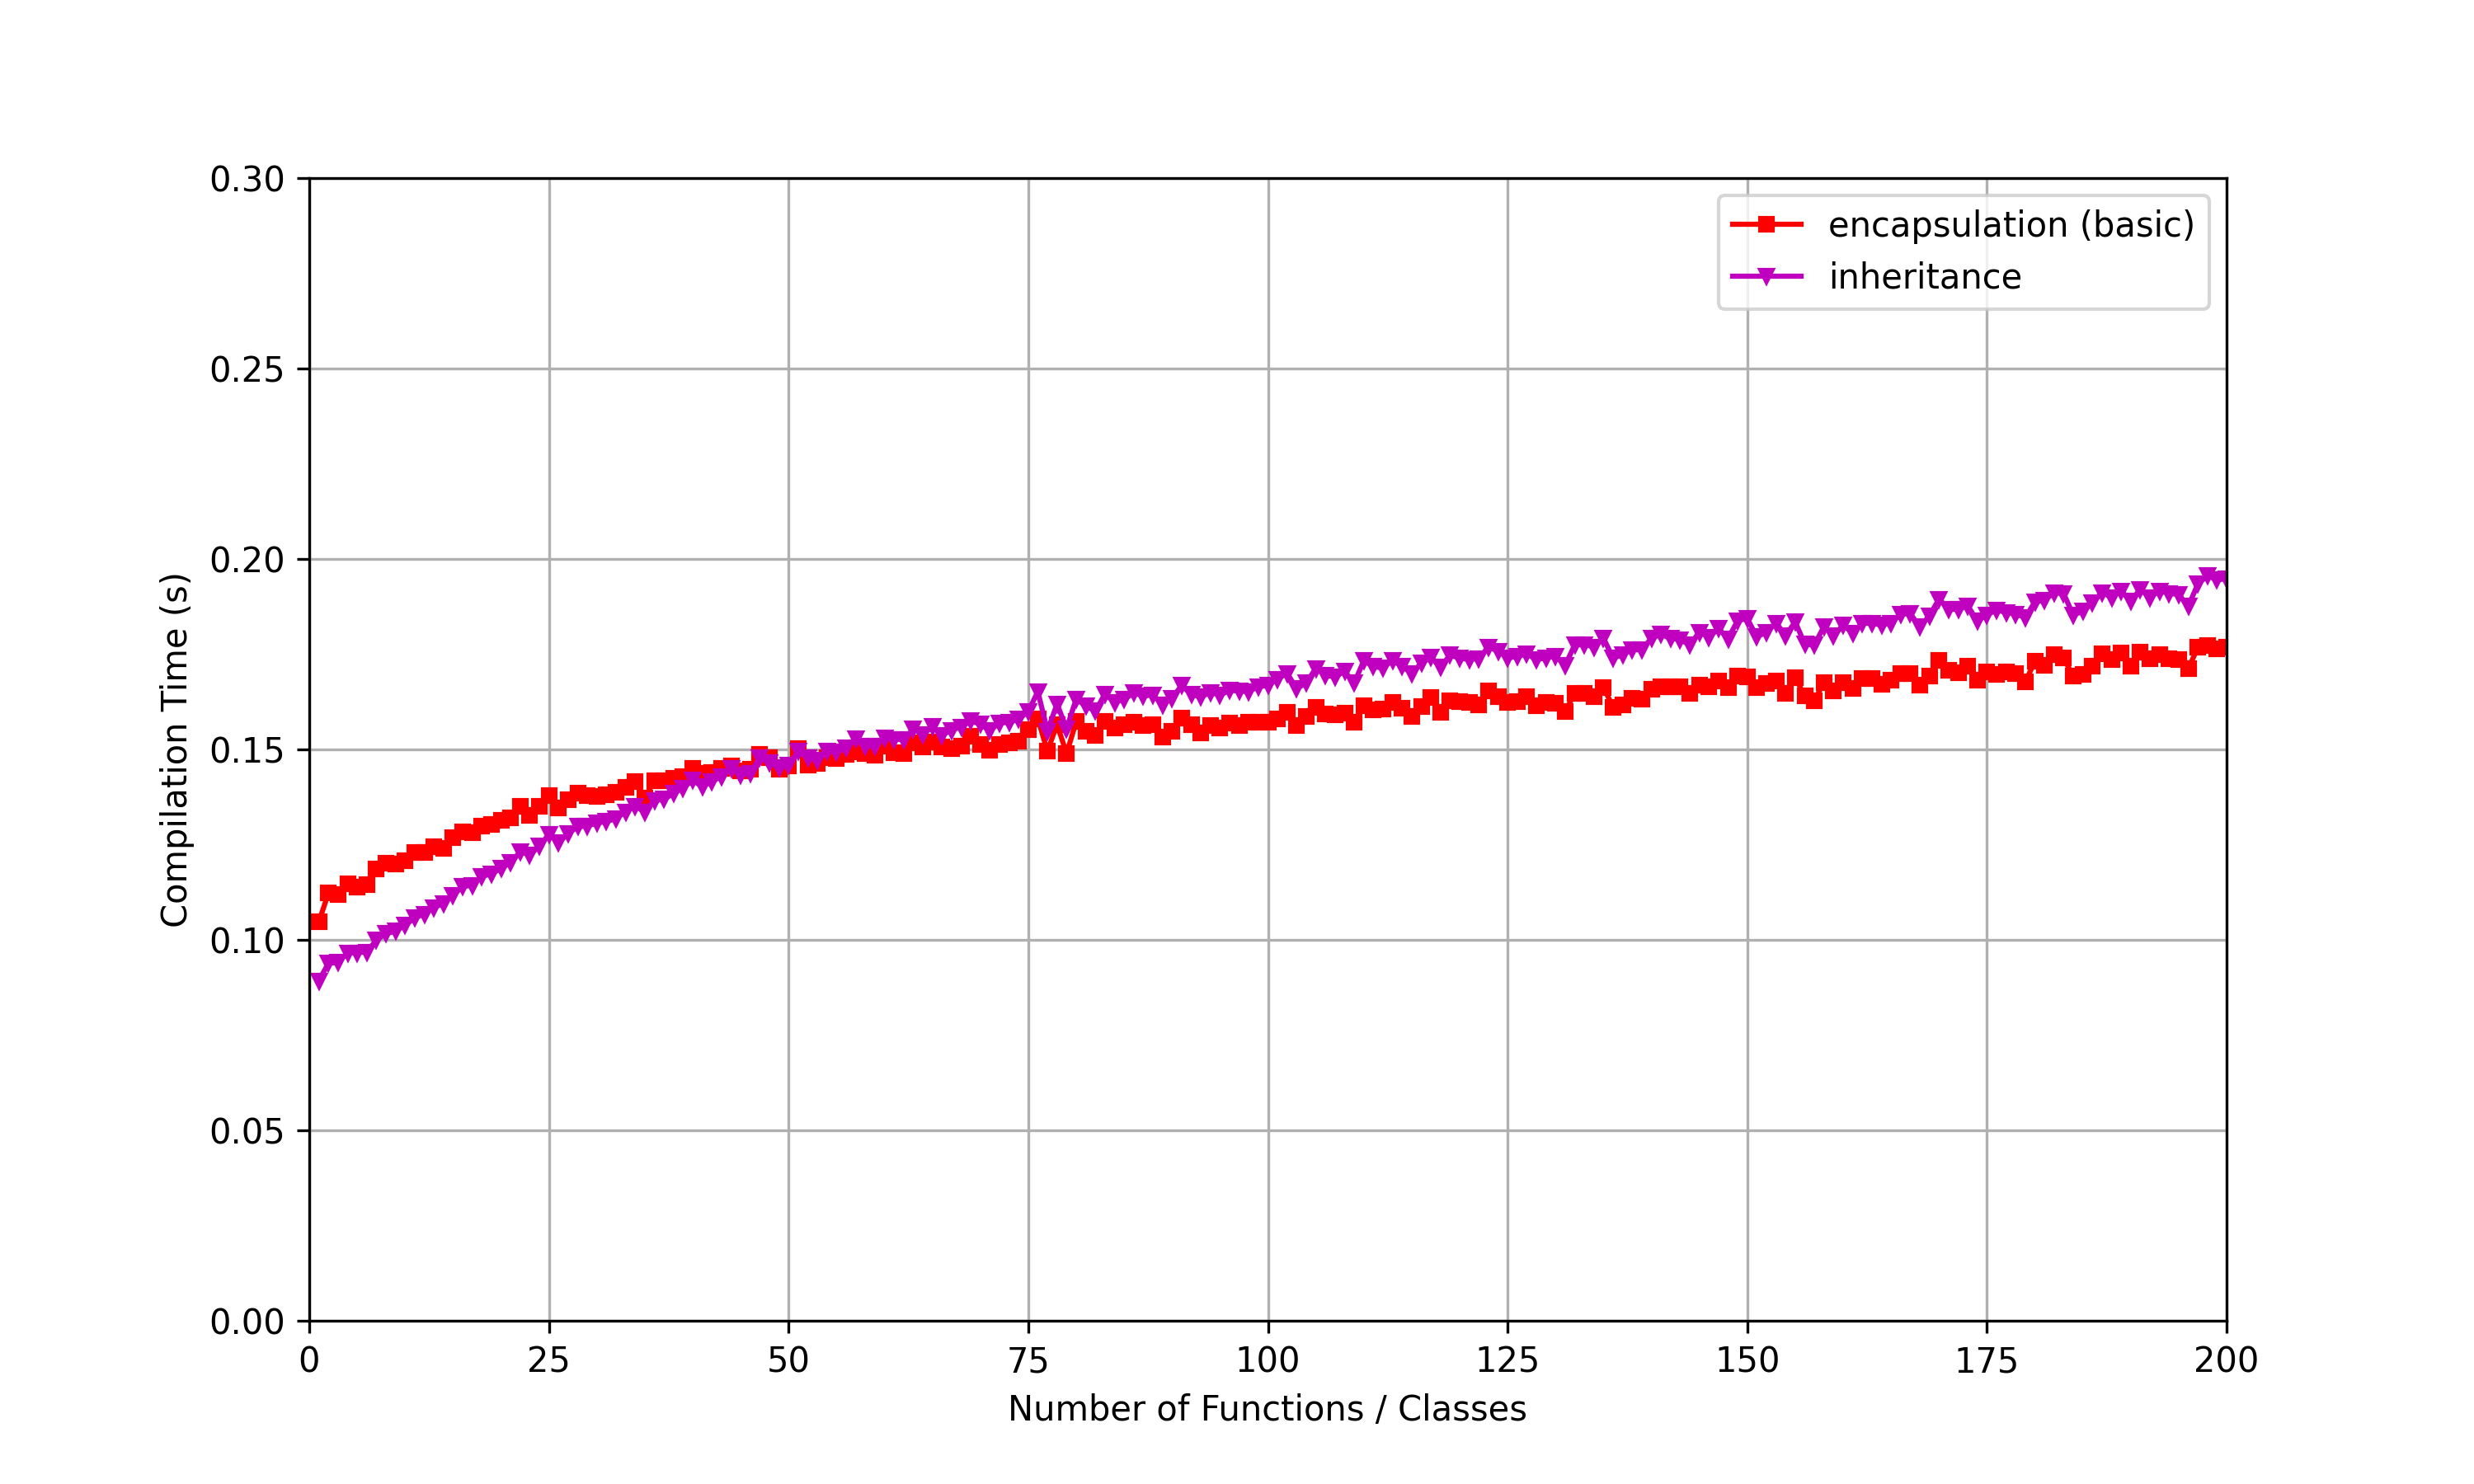 0.30
0.25
0.20
0.15
0.10
0.05
0.00
Compilation Time (s)
encapsulation (basic)
inheritance
0 25 50 75 100 125 150 175 200
Number of Functions / Classes